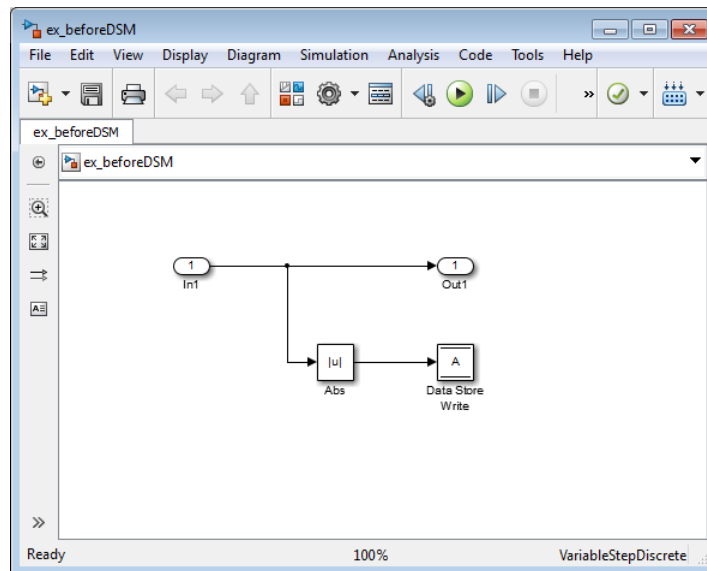 ex_beforeDSM
File Edit View Display Diagram Simulation Analysis Code Tools Help
»
ex_beforeDSM
ex_beforeDSM
1
In1
1
Out1
|u|
Abs
A
Data Store
Write
»
Ready 100% VariableStepDiscrete